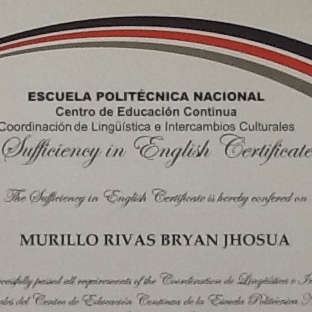 ESCUELA POLITÉCNICA NACIONAL
Centro de Educación Continua
Coordinación de Lingüística e Intercambios Culturales
Sufficiency in English Certificate
The Sufficiency in English Certificate is hereby confered on
MURILLO RIVAS BRYAN JHOSUA
passed all requirements of the Coordination de Lingüística e
del Centro de Educación Continua de la Escuela Politécnica